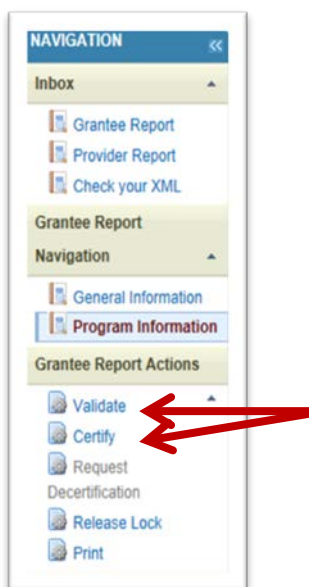 NAVIGATION
Inbox
Grantee Report
Provider Report
Check your XML
Grantee Report
Navigation
General Information
Program Information
Grantee Report Actions
Validate
Certify
Request
Decertification
Release Lock
Print